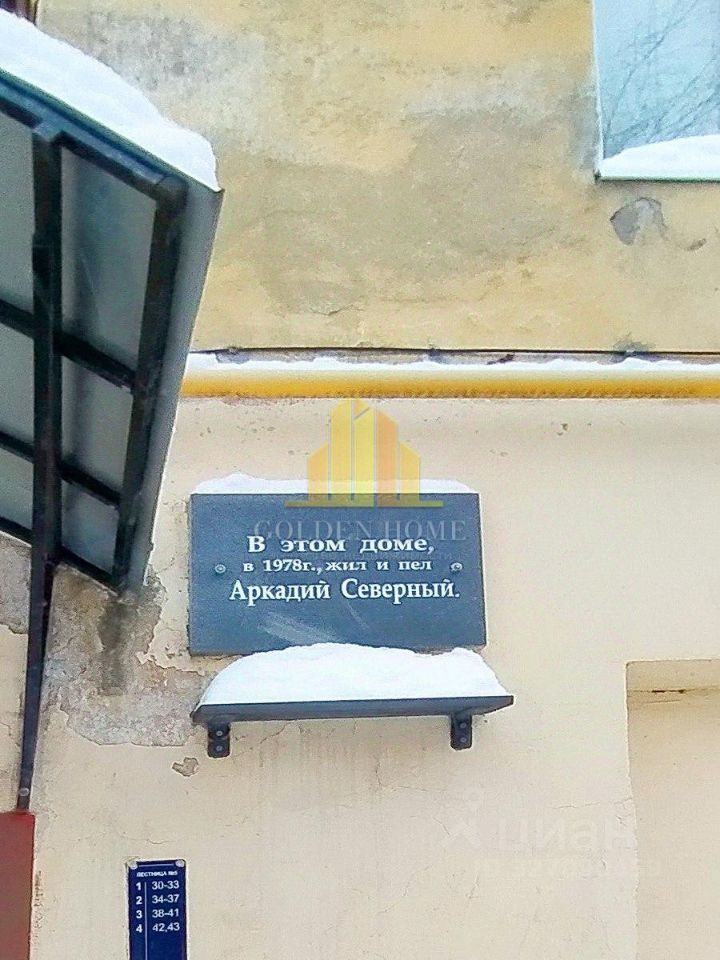 GOLDEN HOME
В этом доме,
в 1978г., жил и пел
Аркадий Северный.
циан
ЛЕСТНИЦА №5
1 30-33
2 34-37
3 38-41
4 42,43